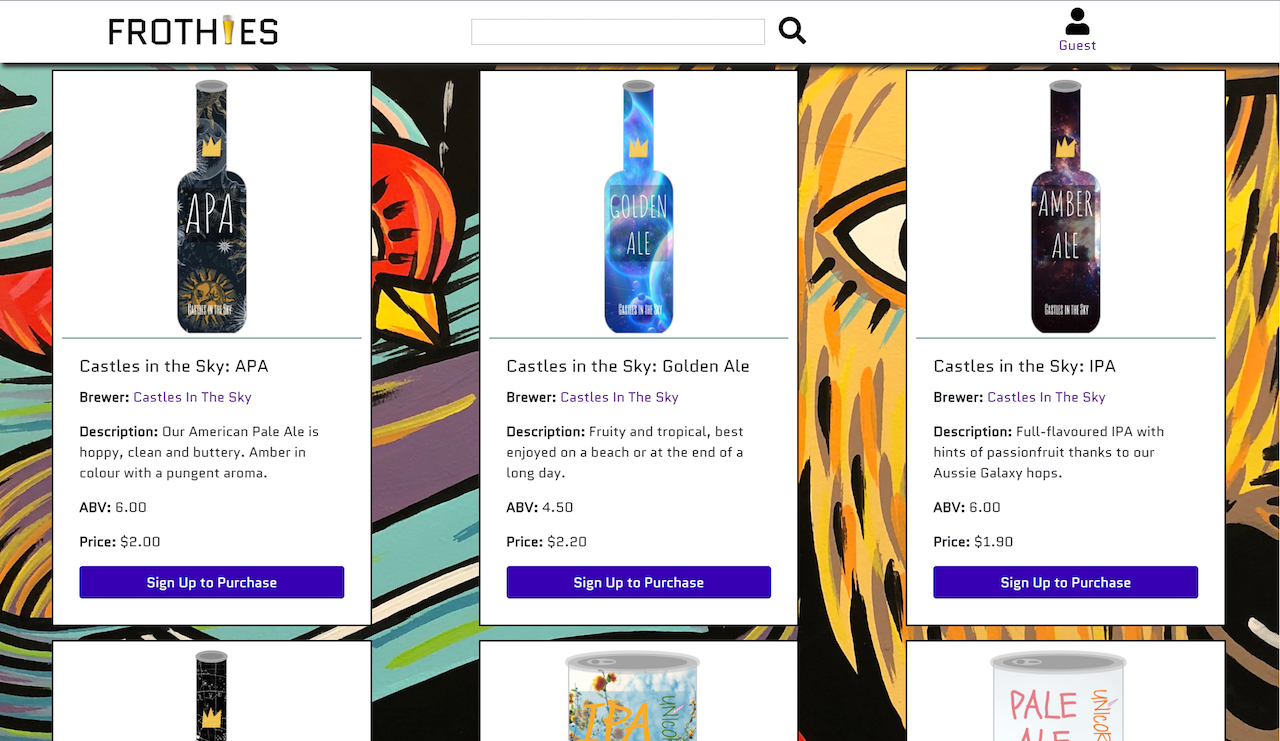 FROTHIES
Guest
APA
CASTLES IN THE SKY
GOLDEN
ALE
CASTLES IN THE SKY
AMBER
ALE
CASTLES IN THE SKY
Castles in the Sky: APA
Brewer: Castles In The Sky
Description: Our American Pale Ale is
hoppy, clean and buttery. Amber in
colour with a pungent aroma.
ABV: 6.00
Price: $2.00
Sign Up to Purchase
Castles in the Sky: Golden Ale
Brewer: Castles In The Sky
Description: Fruity and tropical, best
enjoyed on a beach or at the end of a
long day.
ABV: 4.50
Price: $2.20
Sign Up to Purchase
Castles in the Sky: IPA
Brewer: Castles In The Sky
Description: Full-flavoured IPA with
hints of passionfruit thanks to our
Aussie Galaxy hops.
ABV: 6.00
Price: $1.90
Sign Up to Purchase
IPA
PALE
ALE